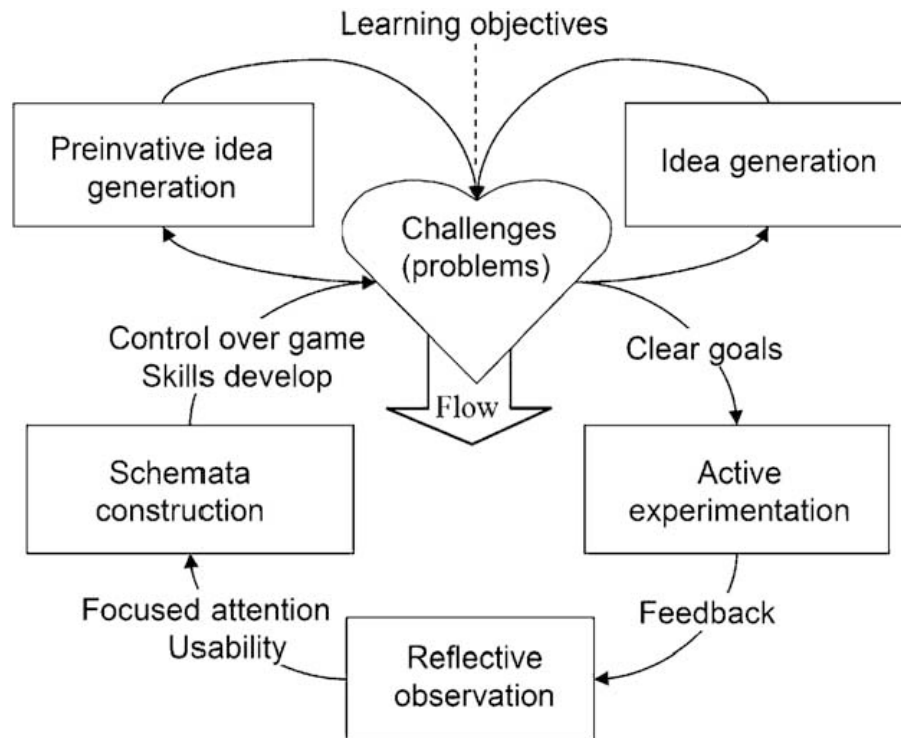 Learning objectives
Preinvative idea
generation
Idea generation
Challenges
(problems)
Control over game
Skills develop
Clear goals
Flow
Schemata
construction
Active
experimentation
Focused attention
Usability
Feedback
Reflective
observation